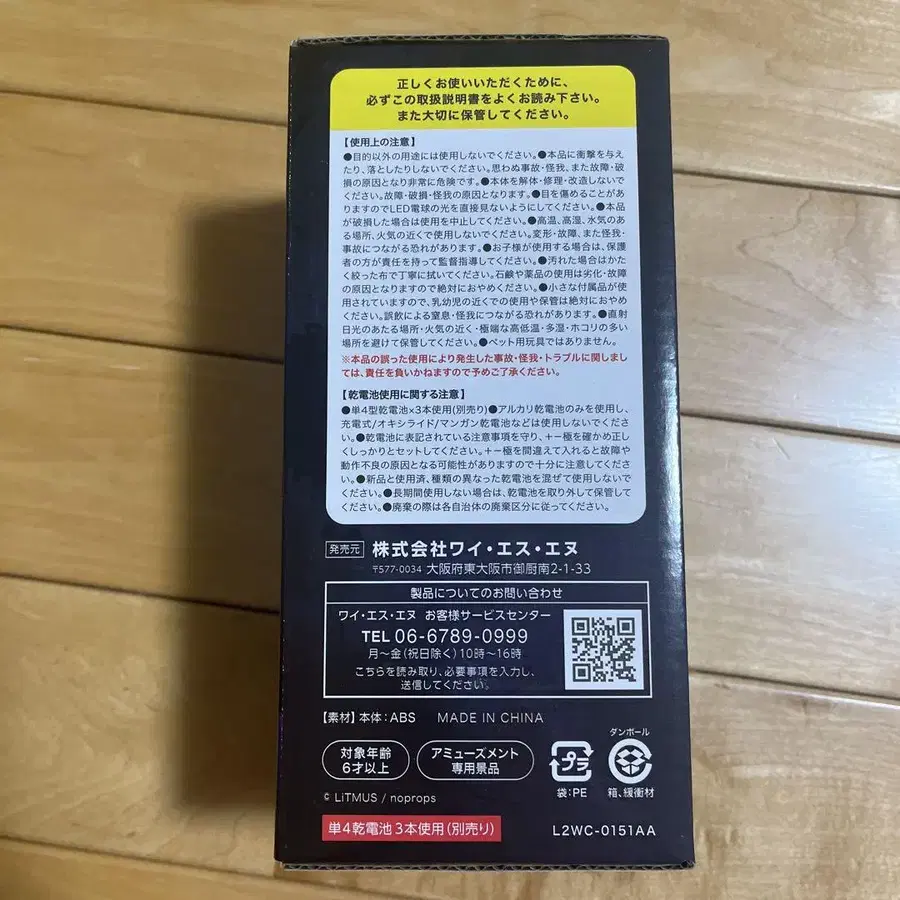 正しくお使いいただくために、
必ずこの取扱説明書をよくお読み下さい。
また大切に保管してください。
【使用上の注意】
●目的以外の用途には使用しないでください。●本品に衝撃を与え
たり、落としたりしないでください。思わぬ事故・怪我、また故障・破
損の原因となり非常に危険です。●本体を解体・修理・改造しないで
ください。故障・破損・怪我の原因となります。●目を傷めることがあ
りますのでLED電球の光を直接見ないようにしてください。●本品
が破損した場合は使用を中止してください。●高温、高湿、水気のあ
る場所、火気の近くで使用しないでください。変形・故障、また怪我・
事故につながる恐れがあります。●お子様が使用する場合は、保護
者の方が責任を持って監督指導してください。●汚れた場合はかた
く絞った布で丁寧に拭いてください。石鹸や薬品の使用は劣化・故障
の原因となりますので絶対におやめください。●小さな付属品が使
用されていますので、乳幼児の近くでの使用や保管は絶対におやめ
ください。誤飲による窒息・怪我につながる恐れがあります。●直射
日光のあたる場所・火気の近く・極端な高低温・多湿・ホコリの多い
場所を避けて保管してください。●ペット用玩具ではありません。
※本品の誤った使用により発生した事故・怪我・トラブルに関しまし
ては、責任を負いかねますので予めご了承ください。
【乾電池使用に関する注意】
●単4型乾電池×3本使用(別売り)●アルカリ乾電池のみを使用し、
充電式/オキシライド/マンガン乾電池などは使用しないでください。
●乾電池に表記されている注意事項を守り、+ー極を確かめ正し
くしっかりとセットしてください。+ー極を間違えて入れると故障や
動作不良の原因となる可能性がありますので十分に注意してくださ
い。●新品と使用済、種類の異なった乾電池を混ぜて使用しないで
ください。●長期間使用しない場合は、乾電池を取り外して保管して
ください。●廃棄の際は各自治体の廃棄区分に従ってください。
発売元 株式会社ワイ・エス・エヌ
〒577-0034 大阪府東大阪市御厨南2-1-33
製品についてのお問い合わせ
ワイ・エス・エヌ お客様サービスセンター
TEL 06-6789-0999
月～金(祝日除く)10時～16時
こちらを読み取り、必要事項を入力し、
送信してください。
【素材】本体:ABS MADE IN CHINA
対象年齢
6才以上
アミューズメント
専用景品
プラ
袋:PE
ダンボール
箱、緩衝材
© LiTMUS / noprops
単4乾電池3本使用(別売り)
L2WC-0151AA